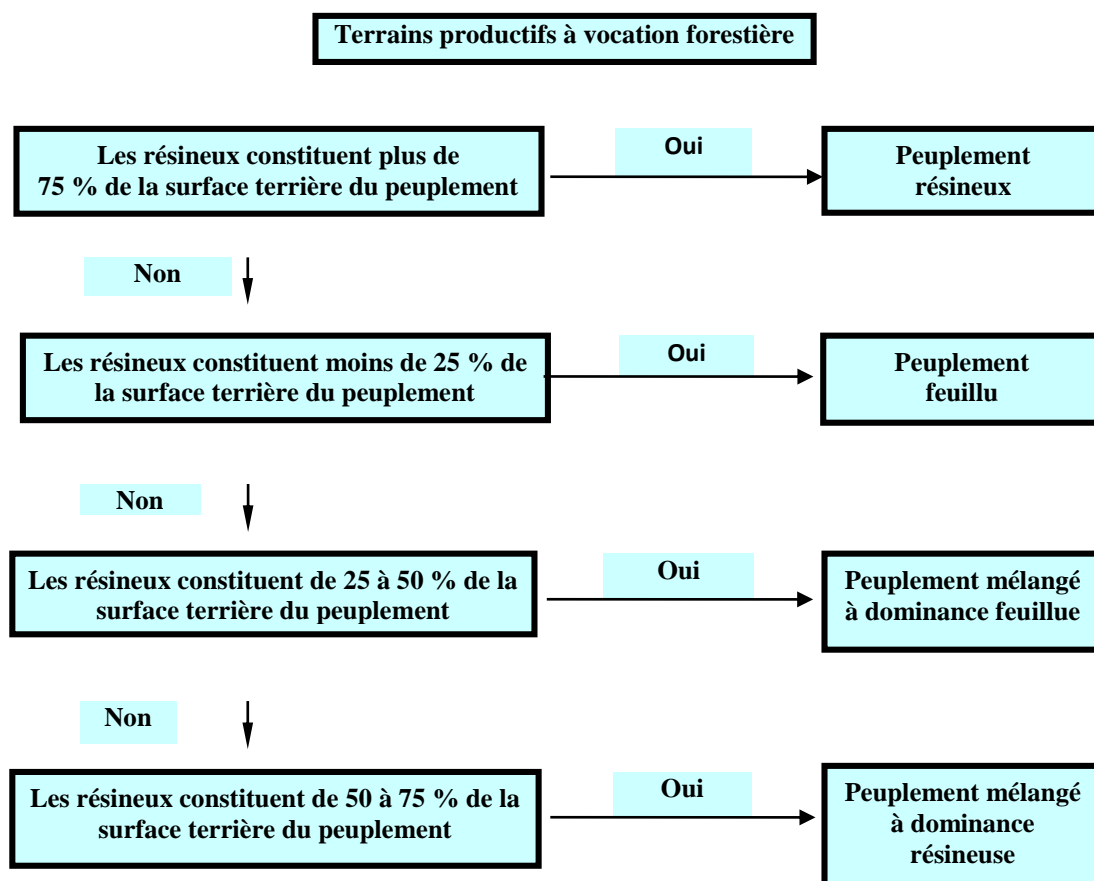 Terrains productifs à vocation forestière
Les résineux constituent plus de
75 % de la surface terrière du peuplement
Oui
Peuplement
résineux
Non
Les résineux constituent moins de 25 % de
la surface terrière du peuplement
Oui
Peuplement
feuillu
Non
Les résineux constituent de 25 à 50 % de la
surface terrière du peuplement
Oui
Peuplement mélangé
à dominance feuillue
Non
Les résineux constituent de 50 à 75 % de la
surface terrière du peuplement
Oui
Peuplement mélangé
à dominance
résineuse